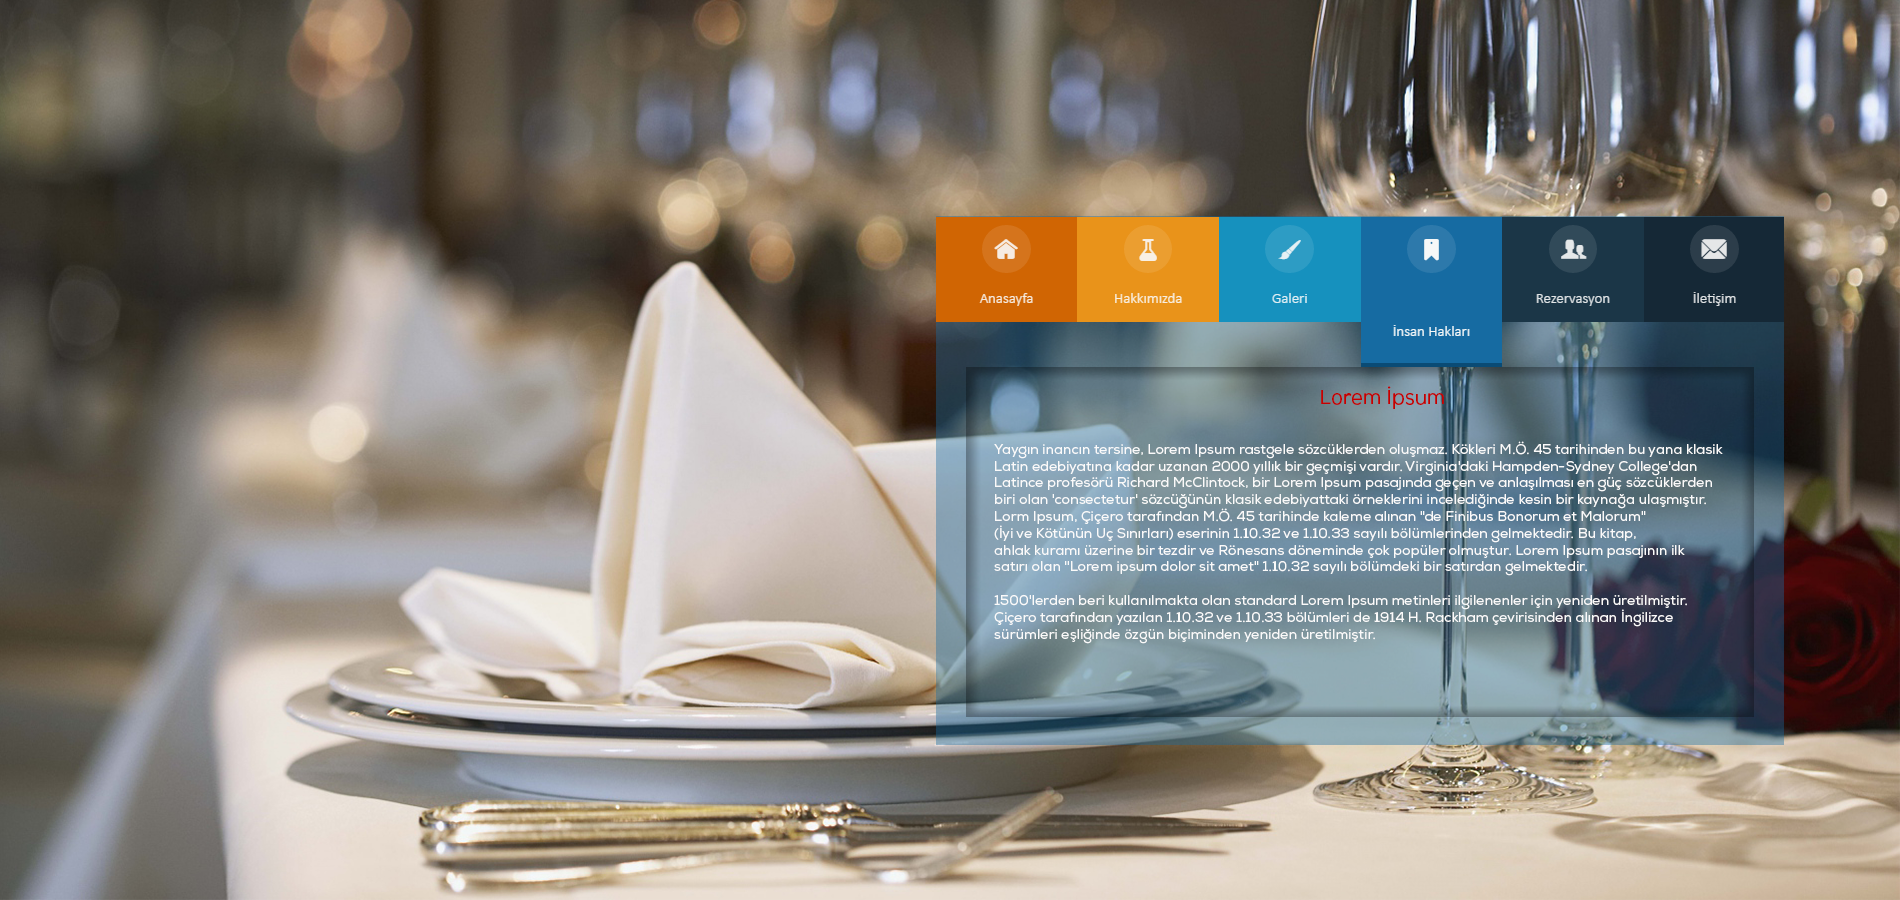 Anasayfa
Hakkımızda
Galeri
İnsan Hakları
Rezervasyon
İletişim
Lorem İpsum
Yaygın inancın tersine, Lorem Ipsum rastgele sözcüklerden oluşmaz. Kökleri M.Ö. 45 tarihinden bu yana klasik
Latin edebiyatına kadar uzanan 2000 yıllık bir geçmişi vardır. Virginia'daki Hampden-Sydney College'dan
Latince profesörü Richard McClintock, bir Lorem Ipsum pasajında geçen ve anlaşılması en güç sözcüklerden
biri olan 'consectetur' sözcüğünün klasik edebiyattaki örneklerini incelediğinde kesin bir kaynağa ulaşmıştır.
Lorm Ipsum, Çiçero tarafından M.Ö. 45 tarihinde kaleme alınan "de Finibus Bonorum et Malorum"
(İyi ve Kötünün Uç Sınırları) eserinin 1.10.32 ve 1.10.33 sayılı bölümlerinden gelmektedir. Bu kitap,
ahlak kuramı üzerine bir tezdir ve Rönesans döneminde çok popüler olmuştur. Lorem Ipsum pasajının ilk
satırı olan "Lorem ipsum dolor sit amet" 1.10.32 sayılı bölümdeki bir satırdan gelmektedir.
1500'lerden beri kullanılmakta olan standard Lorem Ipsum metinleri ilgilenenler için yeniden üretilmiştir.
Çiçero tarafından yazılan 1.10.32 ve 1.10.33 bölümleri de 1914 H. Rackham çevirisinden alınan İngilizce
sürümleri eşliğinde özgün biçiminden yeniden üretilmiştir.